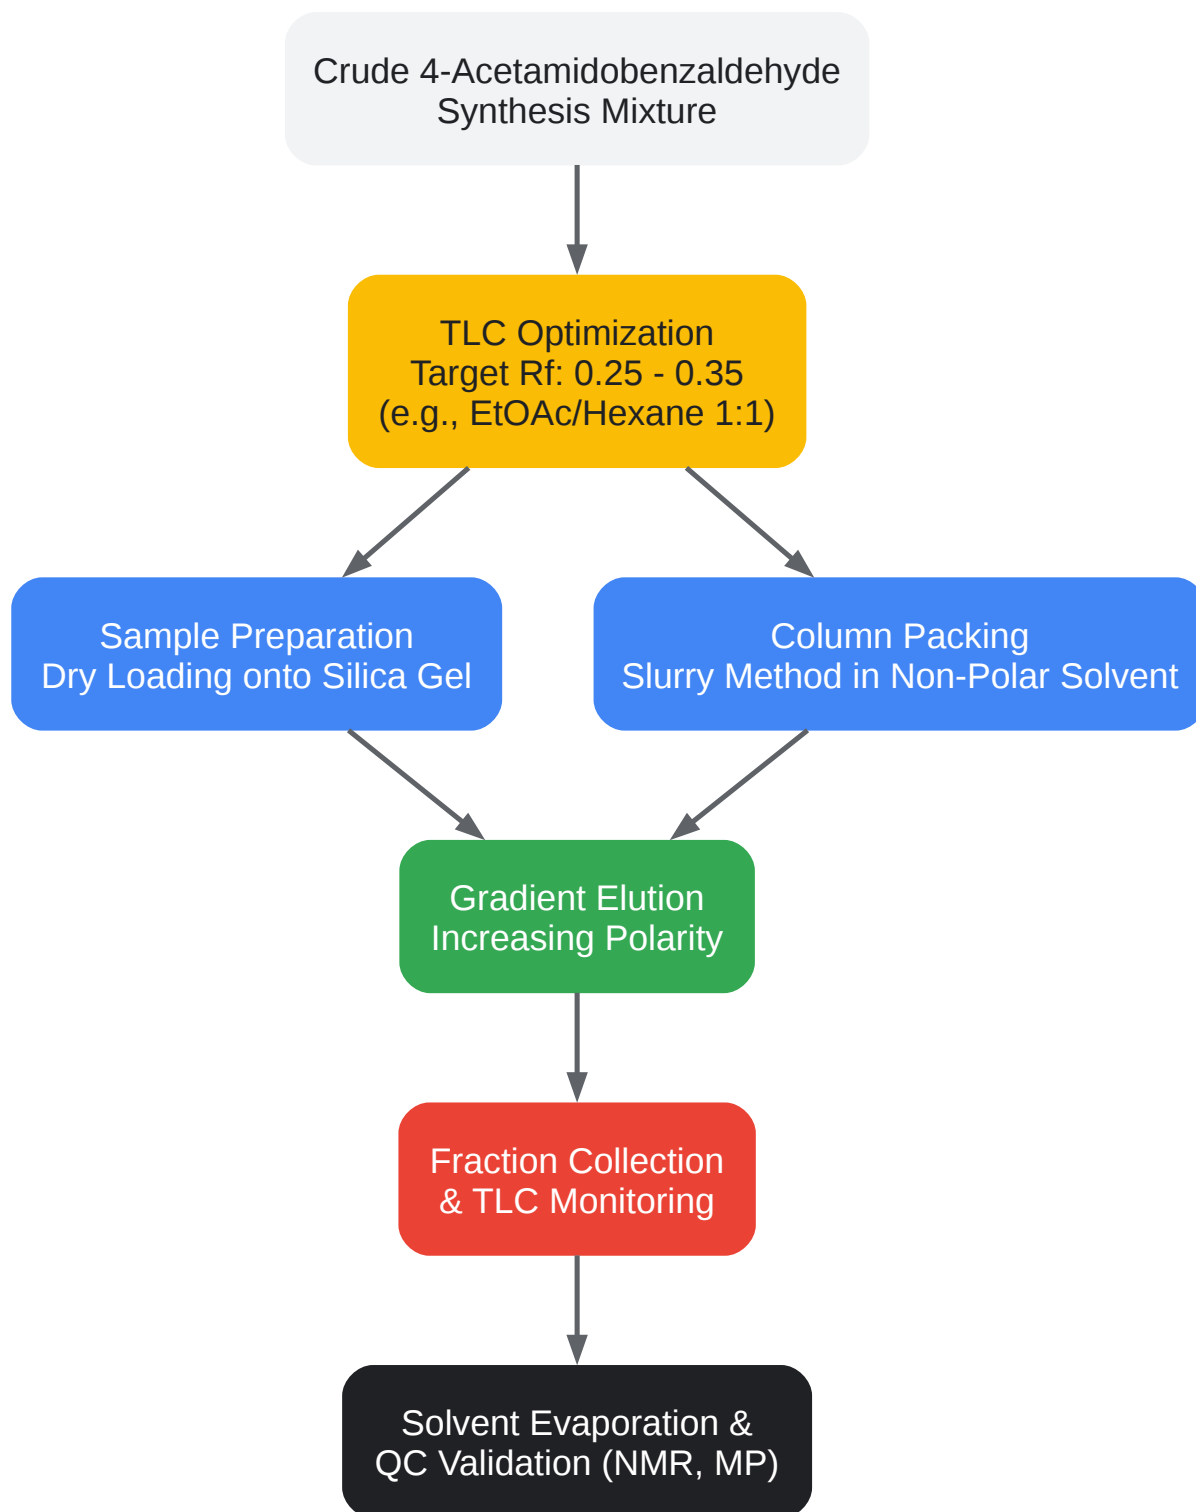 Crude 4-Acetamidobenzaldehyde
Synthesis Mixture
TLC Optimization
Target Rf: 0.25 - 0.35
(e.g., EtOAc/Hexane 1:1)
Sample Preparation
Dry Loading onto Silica Gel
Column Packing
Slurry Method in Non-Polar Solvent
Gradient Elution
Increasing Polarity
Fraction Collection
& TLC Monitoring
Solvent Evaporation &
QC Validation (NMR, MP)